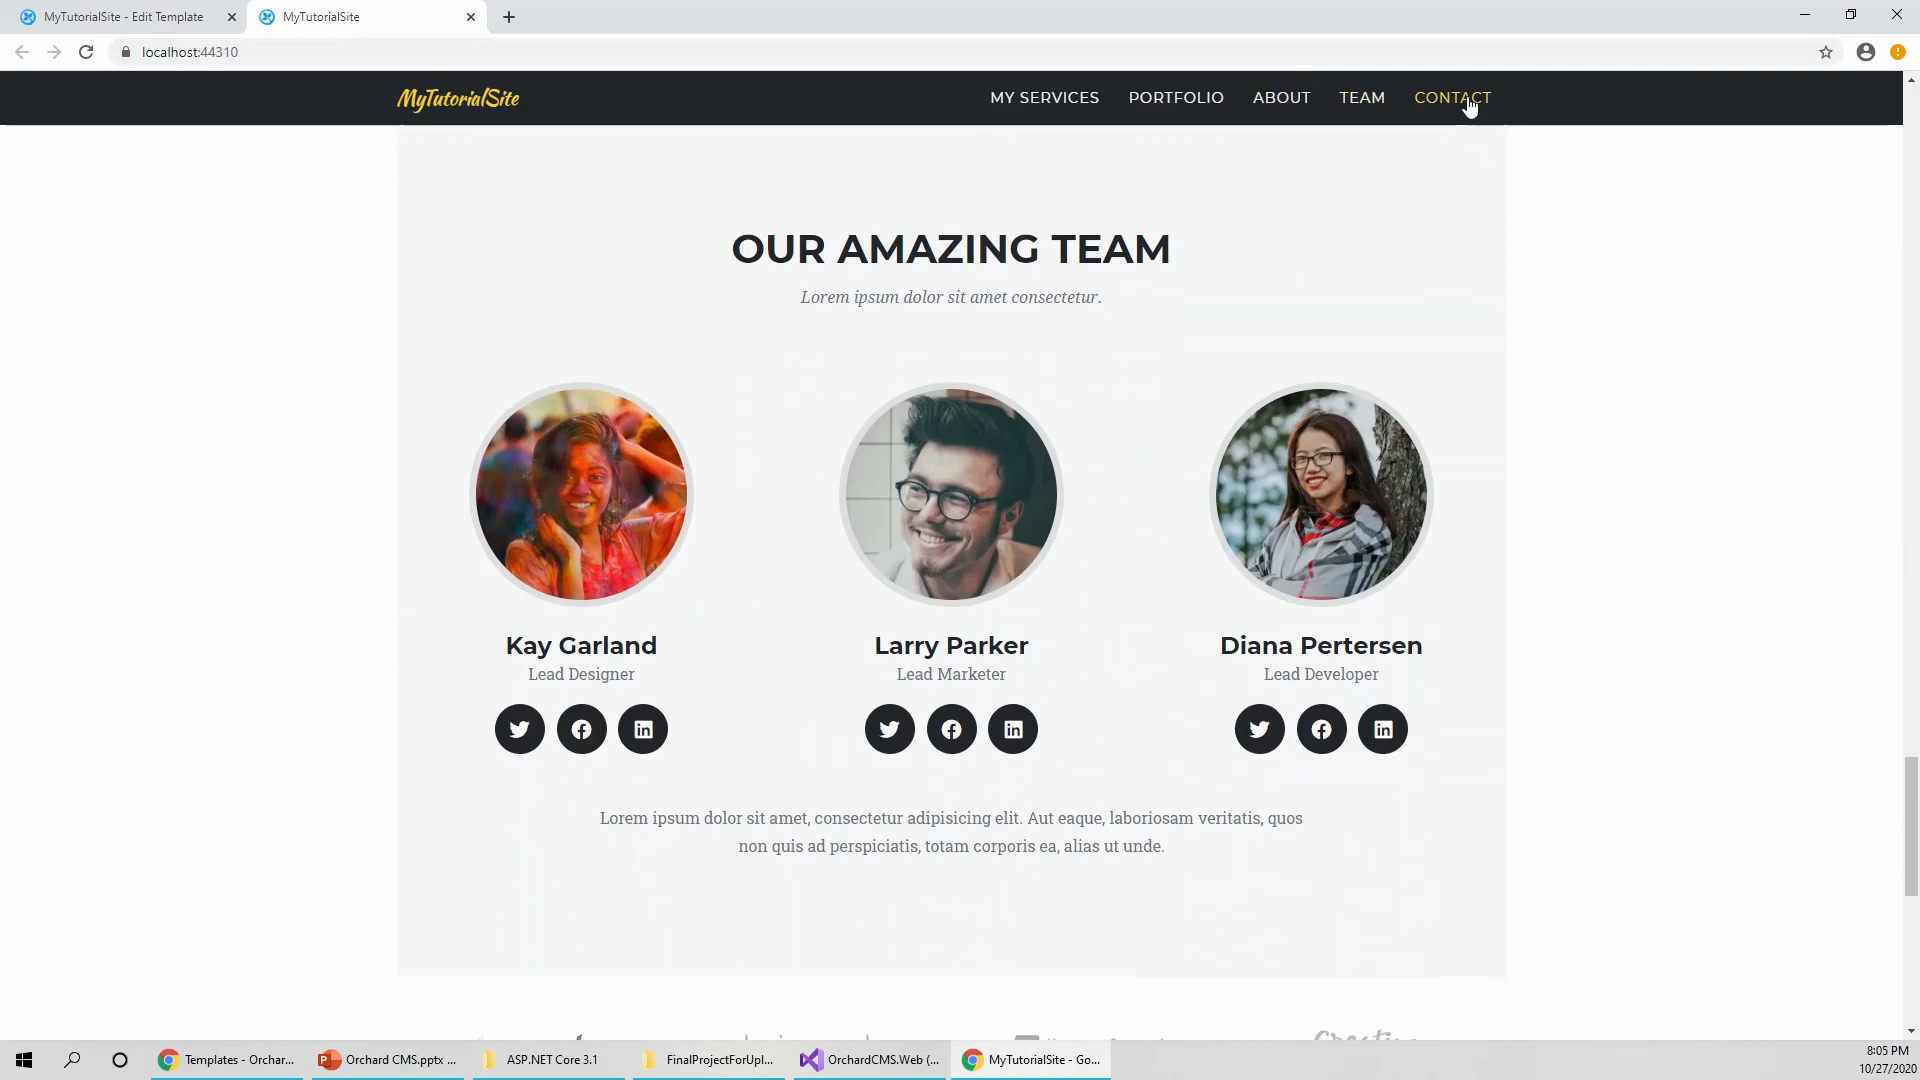 MyTutorialSite - Edit Template
MyTutorialSite
localhost:44310
MyTutorialSite
MY SERVICES
PORTFOLIO
ABOUT
TEAM
CONTACT
OUR AMAZING TEAM
Lorem ipsum dolor sit amet consectetur.
Kay Garland
Larry Parker
Diana Pertersen
Lead Designer
Lead Marketer
Lead Developer
Lorem ipsum dolor sit amet, consectetur adipisicing elit. Aut eaque, laboriosam veritatis, quos
non quis ad perspiciatis, totam corporis ea, alias ut unde.
Templates - Orchar...
Orchard CMS.pptx ...
ASP.NET Core 3.1
FinalProjectForUpl...
OrchardCMS.Web (...
MyTutorialSite - Go...
8:05 PM
10/27/2020